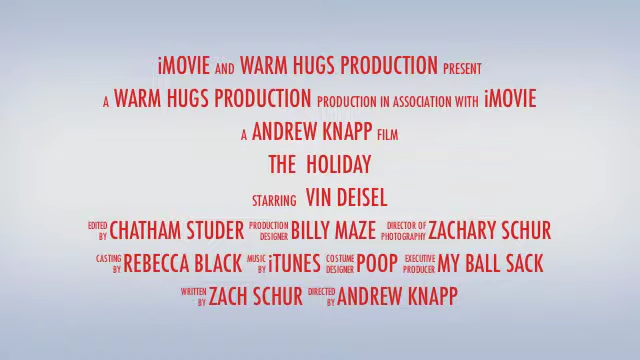 iMOVIE AND WARM HUGS PRODUCTION PRESENT
A WARM HUGS PRODUCTION PRODUCTION IN ASSOCIATION WITH iMOVIE
A ANDREW KNAPP FILM
THE HOLIDAY
STARRING VIN DEISEL
EDITED BY CHATHAM STUDER PRODUCTION DESIGNER BILLY MAZE DIRECTOR OF PHOTOGRAPHY ZACHARY SCHUR
CASTING BY REBECCA BLACK MUSIC BY iTUNES COSTUME DESIGNER POOP EXECUTIVE PRODUCER MY BALL SACK
WRITTEN BY ZACH SCHUR DIRECTED BY ANDREW KNAPP